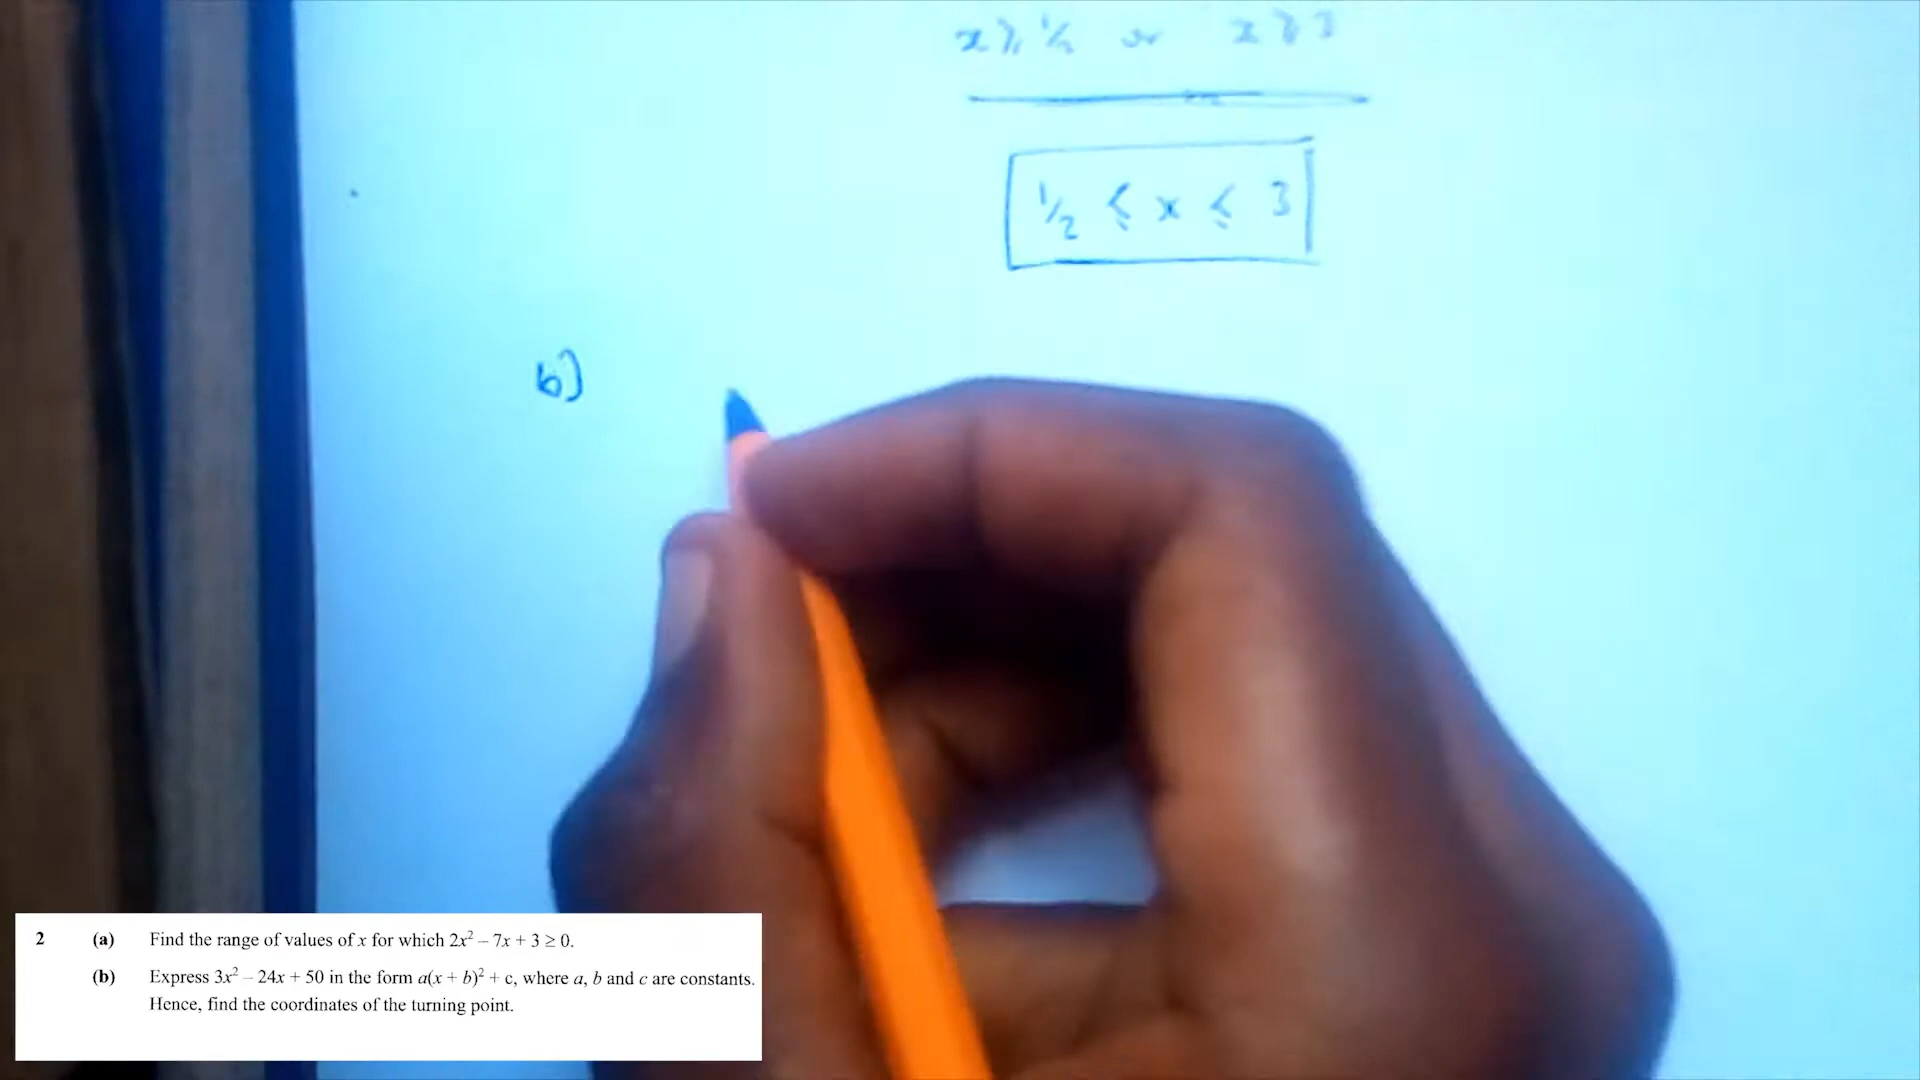 x ⩾ 1/2 or x ⩾ 3
1/2 ⩽ x ⩽ 3
b)
2 (a) Find the range of values of x for which 2x² – 7x + 3 ≥ 0.
(b) Express 3x² – 24x + 50 in the form a(x + b)² + c, where a, b and c are constants.
Hence, find the coordinates of the turning point.